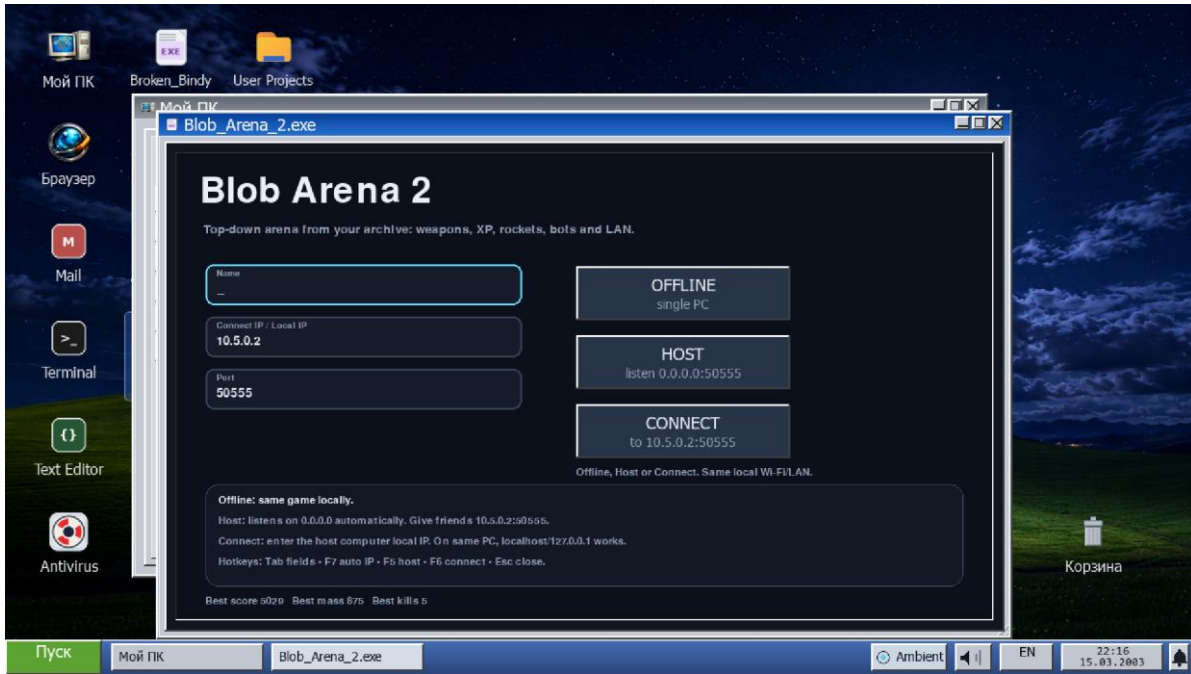 Мой ПК
EXE
Broken_Bindy
User Projects
Браузер
M
Mail
>_
Terminal
{}
Text Editor
Antivirus
Корзина
Мой ПК
Blob_Arena_2.exe
Blob Arena 2
Top-down arena from your archive: weapons, XP, rockets, bots and LAN.
Name
_
Connect IP / Local IP
10.5.0.2
Port
50555
OFFLINE
single PC
HOST
listen 0.0.0.0:50555
CONNECT
to 10.5.0.2:50555
Offline, Host or Connect. Same local Wi-Fi/LAN.
Offline: same game locally.
Host: listens on 0.0.0.0 automatically. Give friends 10.5.0.2:50555.
Connect: enter the host computer local IP. On same PC, localhost/127.0.0.1 works.
Hotkeys: Tab fields • F7 auto IP • F5 host • F6 connect • Esc close.
Best score 5029 Best mass 875 Best kills 5
Пуск
Мой ПК
Blob_Arena_2.exe
Ambient
EN
22:16
15.03.2003